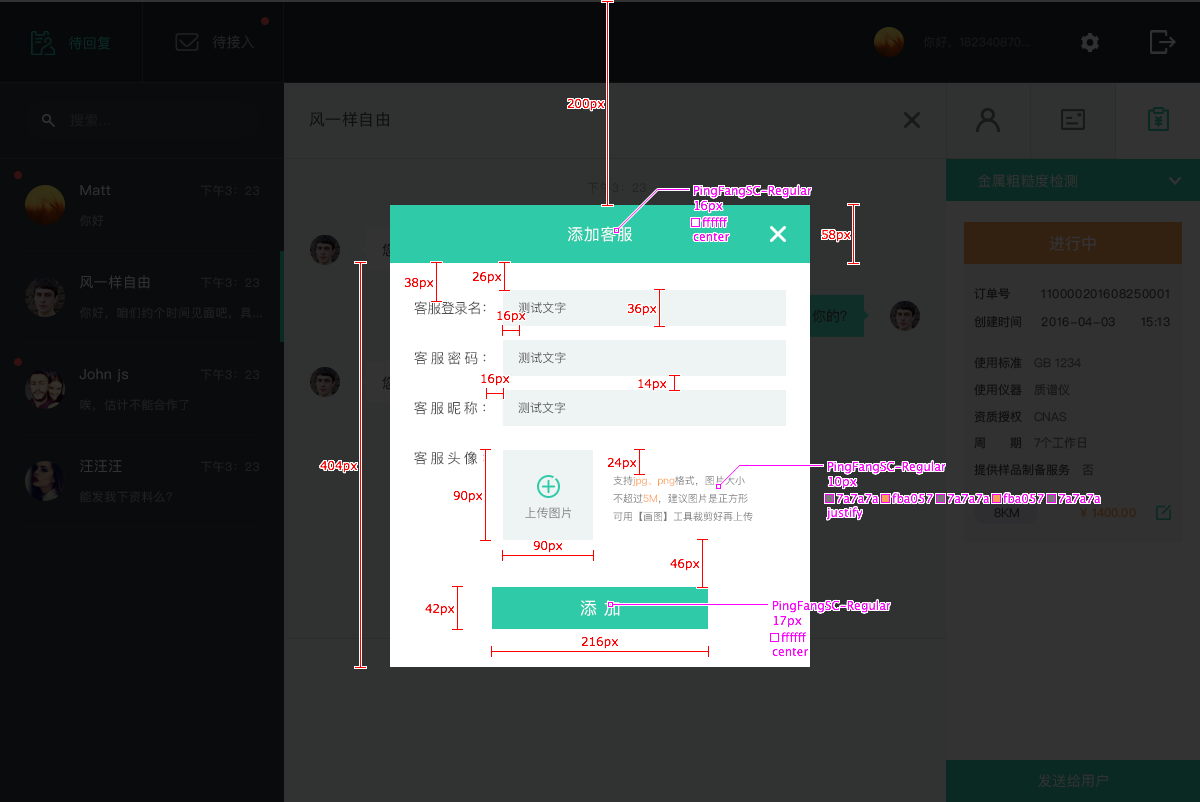 待回复
待接入
你好，182340870...
200px
搜索...
风一样自由
Matt
下午3：23
你好
风一样自由
下午3：23
你好，咱们约个时间见面吧，具...
John js
下午3：23
唉，估计不能合作了
汪汪汪
下午3：23
能发我下资料么？
下午3：23
PingFangSC-Regular
16px
ffffff
center
添加客服
58px
38px
26px
客服登录名：
测试文字
36px
16px
客服密码：
测试文字
16px
14px
客服昵称：
测试文字
404px
客服头像：
24px
90px
上传图片
支持jpg、png格式，图片大小
不超过5M，建议图片是正方形
可用【画图】工具裁剪好再上传
90px
46px
42px
添 加
216px
PingFangSC-Regular
17px
ffffff
center
PingFangSC-Regular
10px
7a7a7a fba057 7a7a7a fba057 7a7a7a
justify
你的？
金属粗糙度检测
进行中
订单号 110000201608250001
创建时间 2016-04-03 15:13
使用标准 GB 1234
使用仪器 质谱仪
资质授权 CNAS
周 期 7个工作日
提供样品制备服务 否
8KM
¥ 1400.00
发送给用户